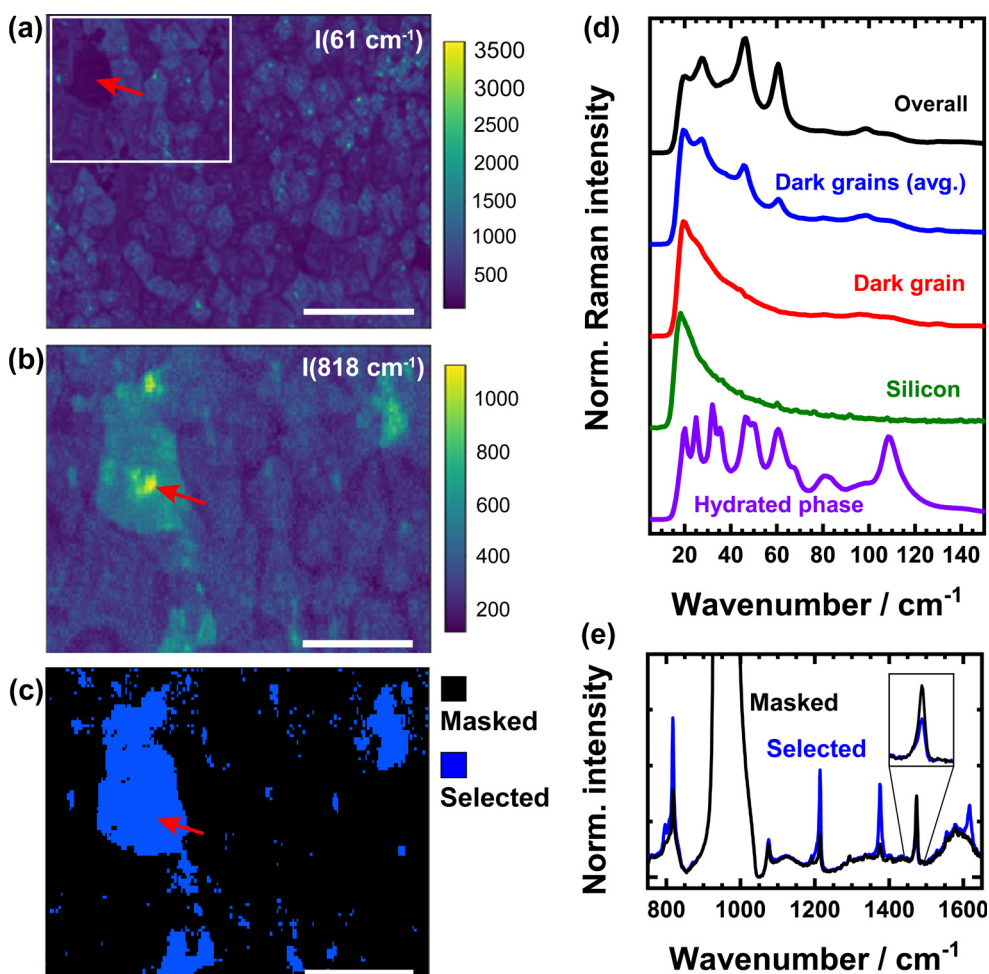 (a)
I(61 cm⁻¹)
3500
3000
2500
2000
1500
1000
500
(b)
I(818 cm⁻¹)
1000
800
600
400
200
(c)
Masked
Selected
(d)
Norm. Raman intensity
Overall
Dark grains (avg.)
Dark grain
Silicon
Hydrated phase
20 40 60 80 100 120 140
Wavenumber / cm⁻¹
(e)
Norm. intensity
Masked
Selected
800 1000 1200 1400 1600
Wavenumber / cm⁻¹